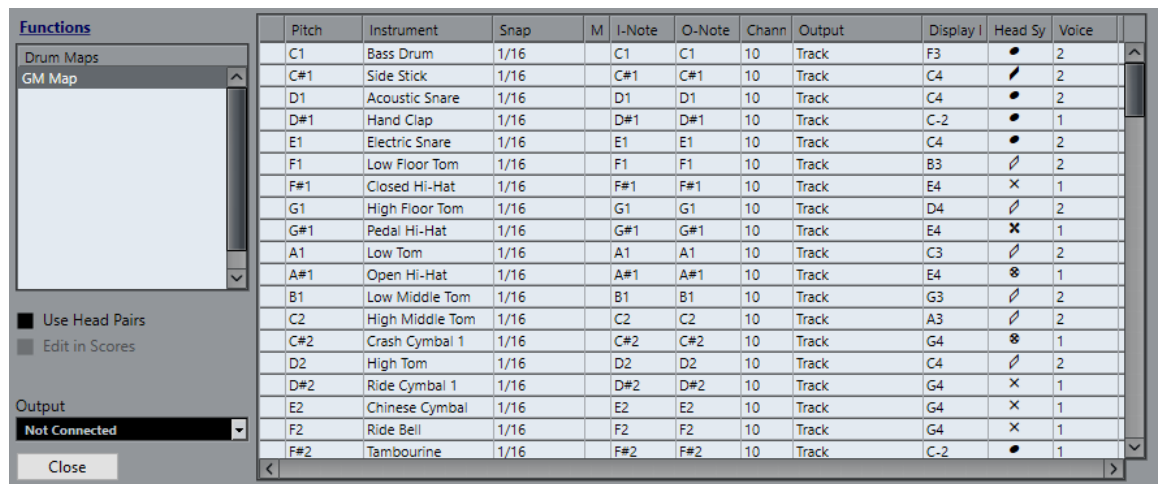 Functions
Drum Maps
GM Map
Use Head Pairs
Edit in Scores
Output
Not Connected
Close
Pitch Instrument Snap M I-Note O-Note Chann Output Display I Head Sy Voice
C1 Bass Drum 1/16 C1 C1 10 Track F3 2
C#1 Side Stick 1/16 C#1 C#1 10 Track C4 2
D1 Acoustic Snare 1/16 D1 D1 10 Track C4 2
D#1 Hand Clap 1/16 D#1 D#1 10 Track C-2 1
E1 Electric Snare 1/16 E1 E1 10 Track C4 2
F1 Low Floor Tom 1/16 F1 F1 10 Track B3 2
F#1 Closed Hi-Hat 1/16 F#1 F#1 10 Track E4 1
G1 High Floor Tom 1/16 G1 G1 10 Track D4 2
G#1 Pedal Hi-Hat 1/16 G#1 G#1 10 Track E4 1
A1 Low Tom 1/16 A1 A1 10 Track C3 2
A#1 Open Hi-Hat 1/16 A#1 A#1 10 Track E4 1
B1 Low Middle Tom 1/16 B1 B1 10 Track G3 2
C2 High Middle Tom 1/16 C2 C2 10 Track A3 2
C#2 Crash Cymbal 1 1/16 C#2 C#2 10 Track G4 1
D2 High Tom 1/16 D2 D2 10 Track C4 2
D#2 Ride Cymbal 1 1/16 D#2 D#2 10 Track G4 1
E2 Chinese Cymbal 1/16 E2 E2 10 Track G4 1
F2 Ride Bell 1/16 F2 F2 10 Track G4 1
F#2 Tambourine 1/16 F#2 F#2 10 Track C-2 1